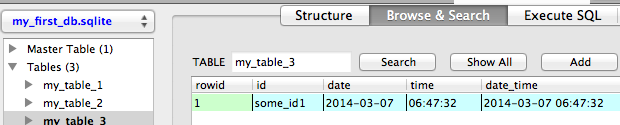 my_first_db.sqlite
Structure
Browse & Search
Execute SQL
Master Table (1)
Tables (3)
my_table_1
my_table_2
my_table_3
TABLE my_table_3 Search Show All Add
rowid id date time date_time
1 some_id1 2014-03-07 06:47:32 2014-03-07 06:47:32